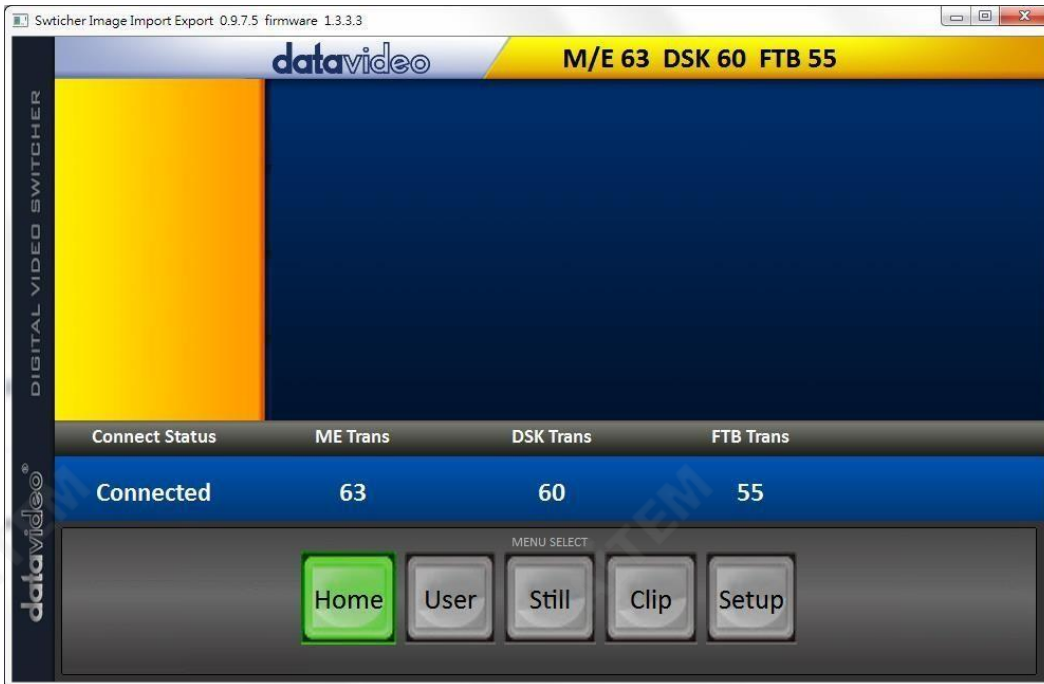 Swticher Image Import Export 0.9.7.5 firmware 1.3.3.3
datavideo
M/E 63 DSK 60 FTB 55
DIGITAL VIDEO SWITCHER
datavideo®
Connect Status ME Trans DSK Trans FTB Trans
Connected 63 60 55
MENU SELECT
Home User Still Clip Setup